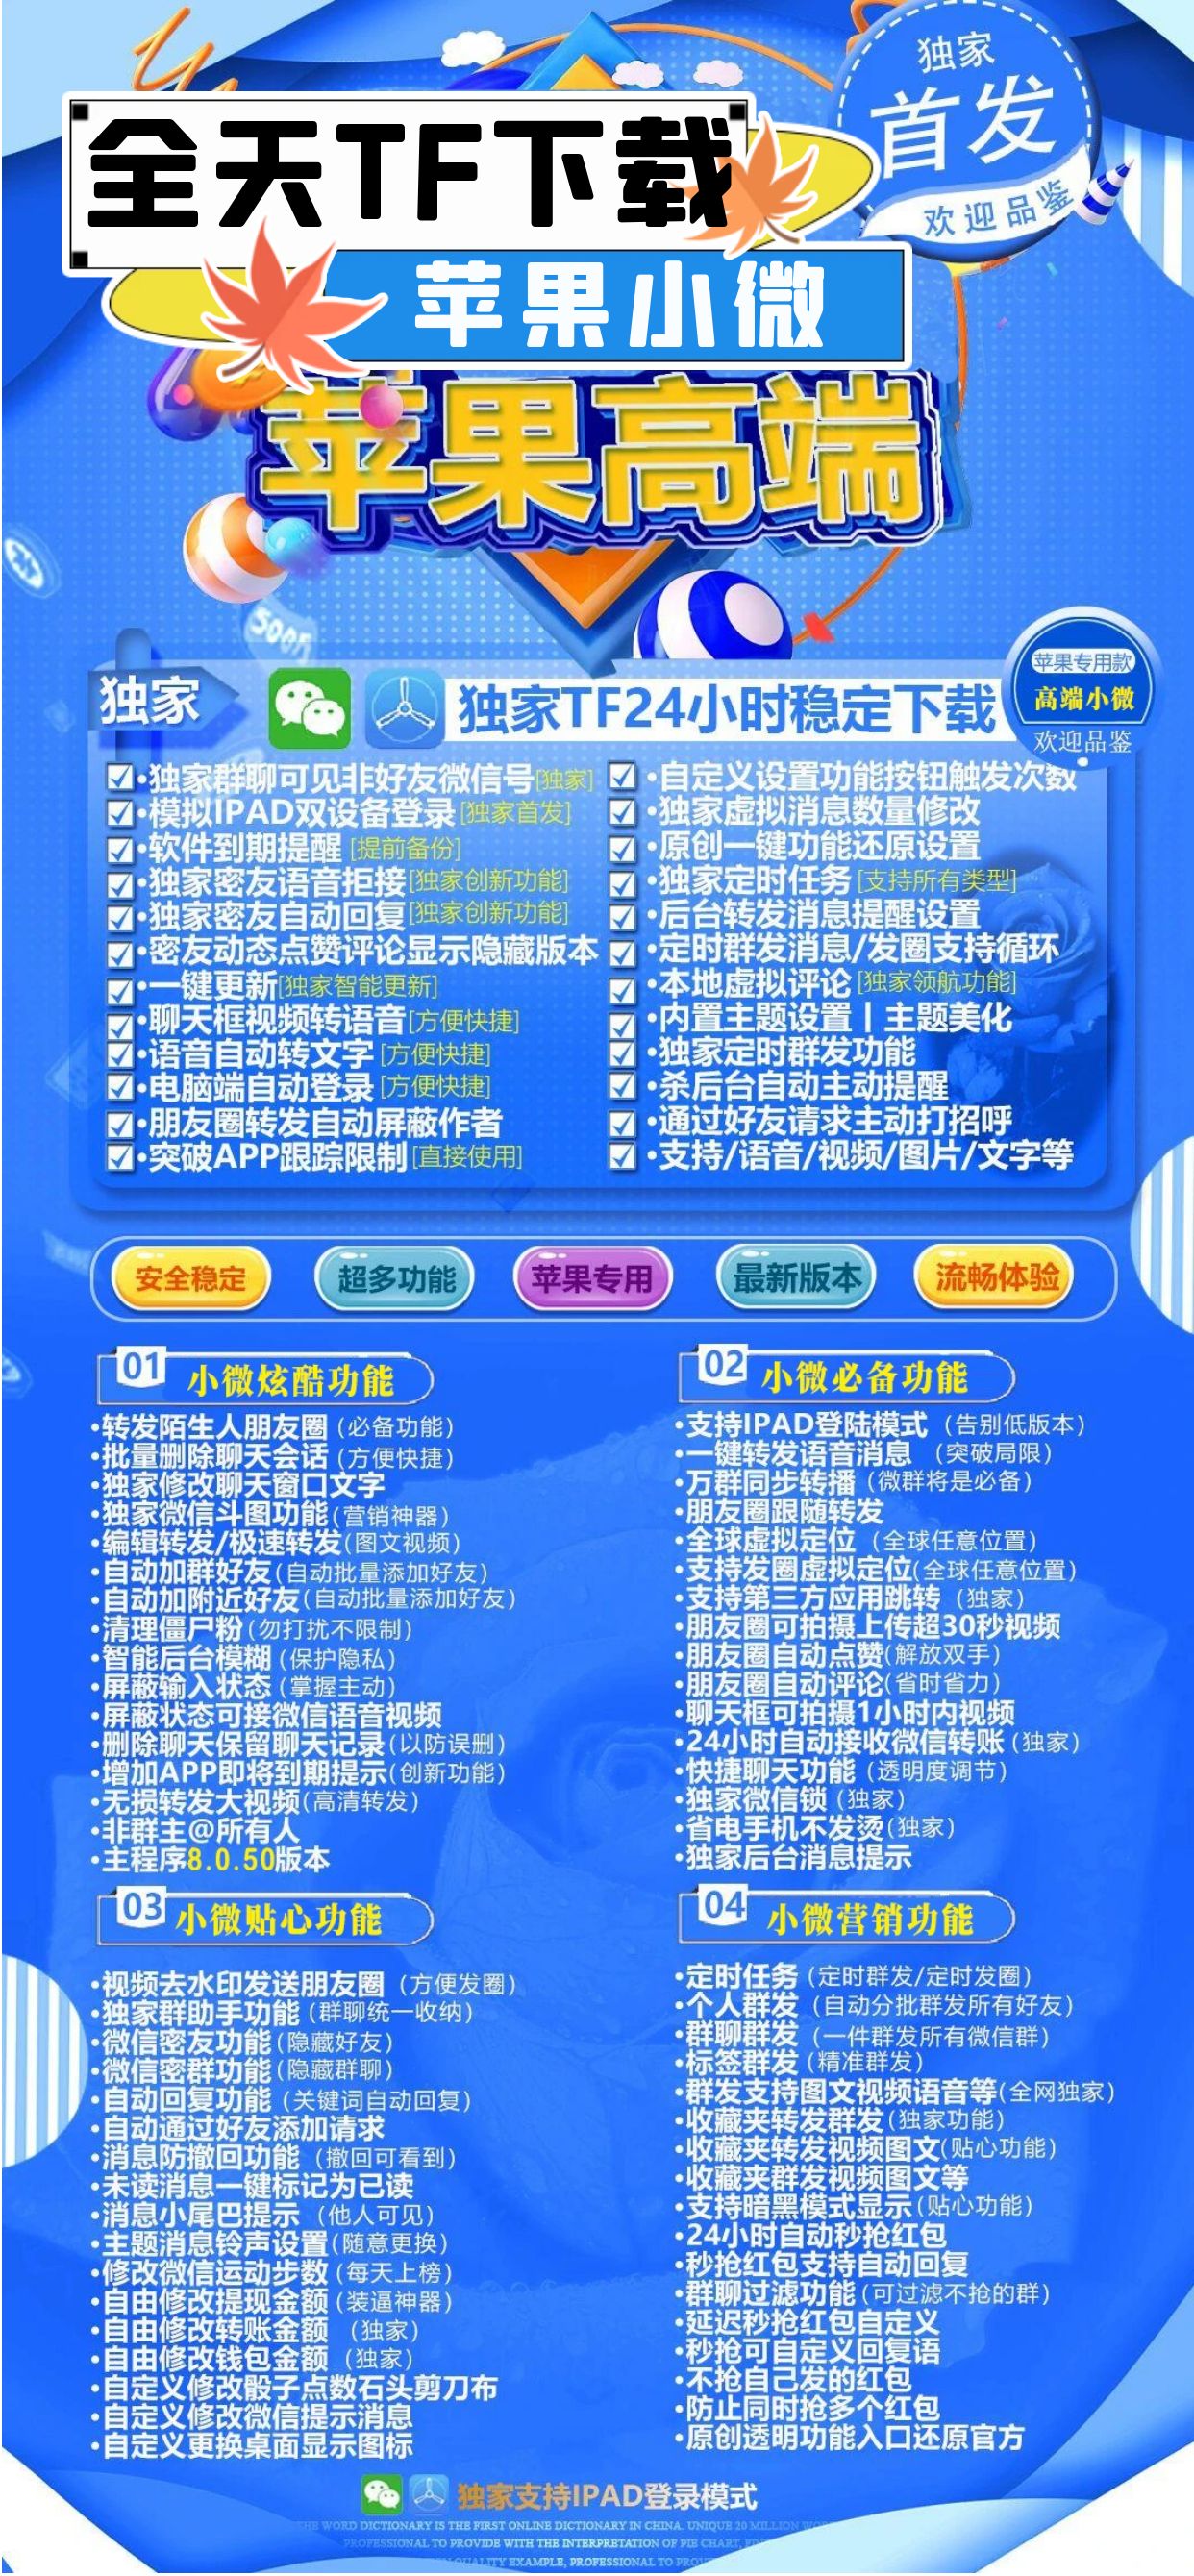 独家
首发
欢迎品鉴
全天TF下载
苹果小微
苹果高端
独家
独家TF24小时稳定下载
苹果专用款
高端小微
欢迎品鉴
·独家群聊可见非好友微信号[独家]
·模拟IPAD双设备登录[独家首发]
·软件到期提醒 [提前备份]
·独家密友语音拒接[独家创新功能]
·独家密友自动回复[独家创新功能]
·密友动态点赞评论显示隐藏版本
·一键更新[独家智能更新]
·聊天框视频转语音[方便快捷]
·语音自动转文字 [方便快捷]
·电脑端自动登录 [方便快捷]
·朋友圈转发自动屏蔽作者
·突破APP跟踪限制[直接使用]
·自定义设置功能按钮触发次数
·独家虚拟消息数量修改
·原创一键功能还原设置
·独家定时任务 [支持所有类型]
·后台转发消息提醒设置
·定时群发消息/发圈支持循环
·本地虚拟评论 [独家领航功能]
·内置主题设置 | 主题美化
·独家定时群发功能
·杀后台自动主动提醒
·通过好友请求主动打招呼
·支持/语音/视频/图片/文字等
安全稳定 超多功能 苹果专用 最新版本 流畅体验
01 小微炫酷功能
·转发陌生人朋友圈（必备功能）
·批量删除聊天会话（方便快捷）
·独家修改聊天窗口文字
·独家微信斗图功能（营销神器）
·编辑转发/极速转发（图文视频）
·自动加群好友（自动批量添加好友）
·自动加附近好友（自动批量添加好友）
·清理僵尸粉（勿打扰不限制）
·智能后台模糊（保护隐私）
·屏蔽输入状态（掌握主动）
·屏蔽状态可接微信语音视频
·删除聊天保留聊天记录（以防误删）
·增加APP即将到期提示（创新功能）
·无损转发大视频（高清转发）
·非群主@所有人
·主程序8.0.50版本
02 小微必备功能
·支持IPAD登陆模式（告别低版本）
·一键转发语音消息（突破局限）
·万群同步转播（微群将是必备）
·朋友圈跟随转发
·全球虚拟定位（全球任意位置）
·支持发圈虚拟定位（全球任意位置）
·支持第三方应用跳转（独家）
·朋友圈可拍摄上传超30秒视频
·朋友圈自动点赞（解放双手）
·朋友圈自动评论（省时省力）
·聊天框可拍摄1小时内视频
·24小时自动接收微信转账（独家）
·快捷聊天功能（透明度调节）
·独家微信锁（独家）
·省电手机不发烫（独家）
·独家后台消息提示
03 小微贴心功能
·视频去水印发送朋友圈（方便发圈）
·独家群助手功能（群聊统一收纳）
·微信密友功能（隐藏好友）
·微信密群功能（隐藏群聊）
·自动回复功能（关键词自动回复）
·自动通过好友添加请求
·消息防撤回功能（撤回可看到）
·未读消息一键标记为已读
·消息小尾巴提示（他人可见）
·主题消息铃声设置（随意更换）
·修改微信运动步数（每天上榜）
·自由修改提现金额（装逼神器）
·自由修改转账金额（独家）
·自由修改钱包金额（独家）
·自定义修改骰子点数石头剪刀布
·自定义修改微信提示消息
·自定义更换桌面显示图标
04 小微营销功能
·定时任务（定时群发/定时发圈）
·个人群发（自动分批群发所有好友）
·群聊群发（一件群发所有微信群）
·标签群发（精准群发）
·群发支持图文视频语音等（全网独家）
·收藏夹转发群发（独家功能）
·收藏夹转发视频图文（贴心功能）
·收藏夹群发视频图文等
·支持暗黑模式显示（贴心功能）
·24小时自动秒抢红包
·秒抢红包支持自动回复
·群聊过滤功能（可过滤不抢的群）
·延迟秒抢红包自定义
·秒抢可自定义回复语
·不抢自己发的红包
·防止同时抢多个红包
·原创透明功能入口还原官方
独家支持IPAD登录模式
WORD DICTIONARY IS THE FIRST ONLINE DICTIONARY IN CHINA. UNIQUE 20 MILLION
PROFESSIONAL TO PROVIDE WITH THE INTERPRETATION OF PIE CHART,
QUALITY EXAMPLE, PROFESSIONAL TO